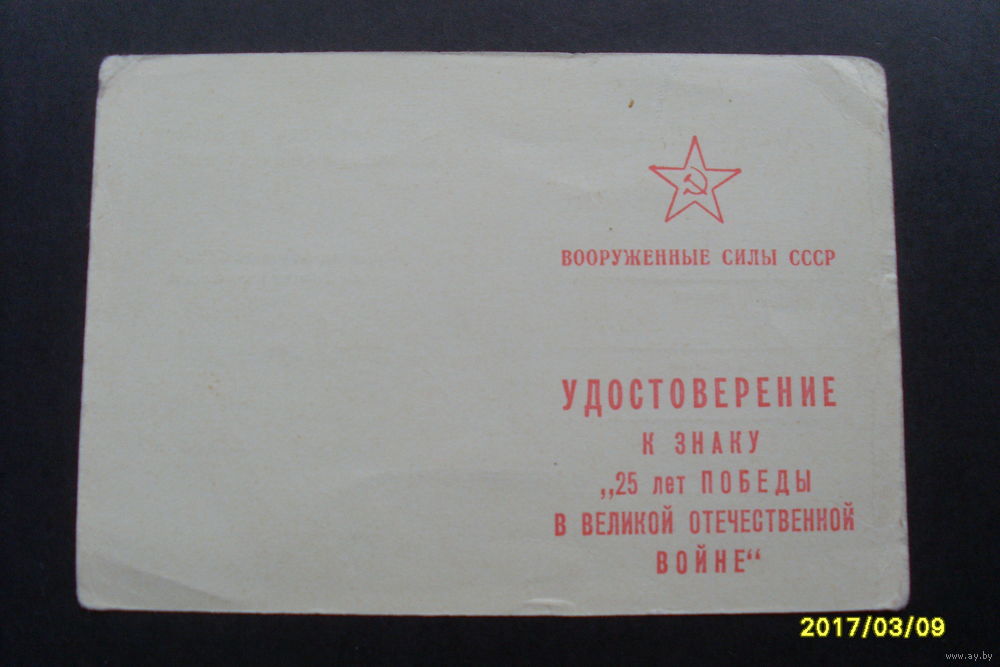 ВООРУЖЕННЫЕ СИЛЫ СССР
УДОСТОВЕРЕНИЕ
К ЗНАКУ
„25 лет ПОБЕДЫ
В ВЕЛИКОЙ ОТЕЧЕСТВЕННОЙ
ВОЙНЕ“
2017/03/09
www.ay.by